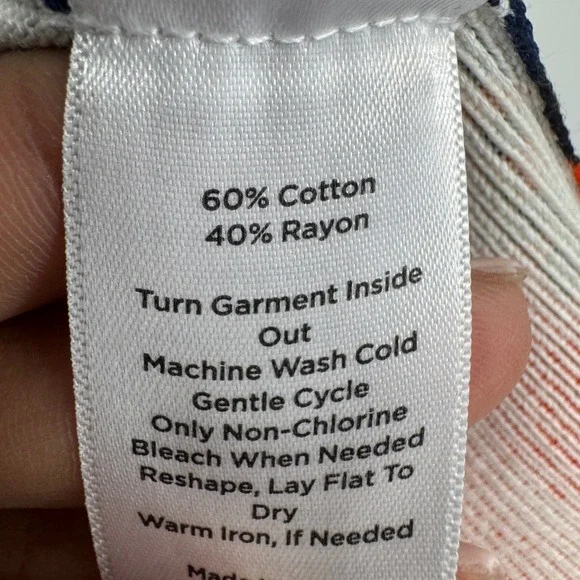 60% Cotton
40% Rayon
Turn Garment Inside
Out
Machine Wash Cold
Gentle Cycle
Only Non-Chlorine
Bleach When Needed
Reshape, Lay Flat To
Dry
Warm Iron, If Needed
Made